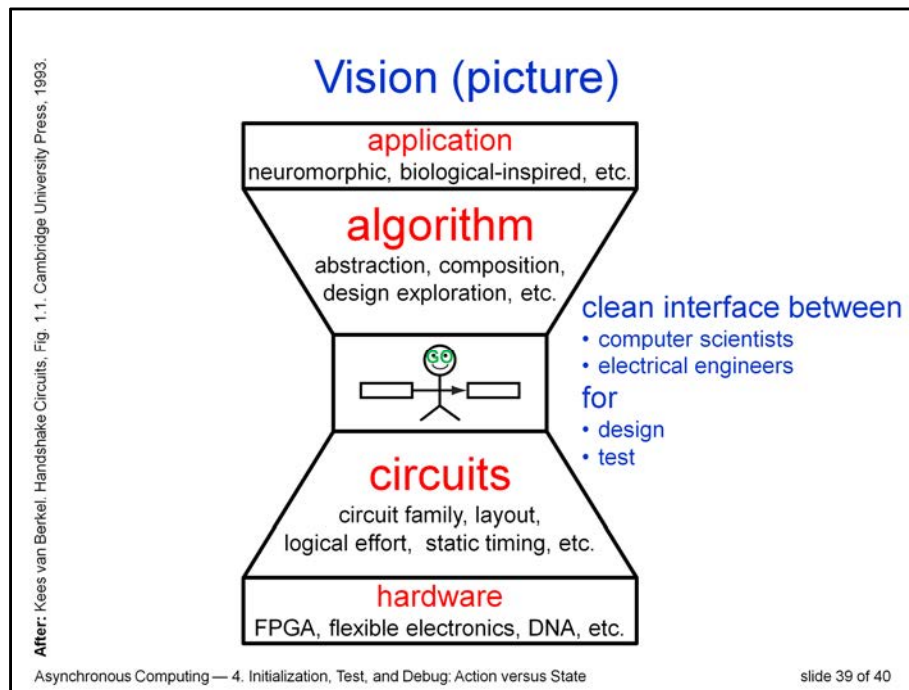 Vision (picture)
After: Kees van Berkel. Handshake Circuits, Fig. 1.1. Cambridge University Press, 1993.
application
neuromorphic, biological-inspired, etc.
algorithm
abstraction, composition,
design exploration, etc.
GO
clean interface between
• computer scientists
• electrical engineers
for
• design
• test
circuits
circuit family, layout,
logical effort, static timing, etc.
hardware
FPGA, flexible electronics, DNA, etc.
Asynchronous Computing — 4. Initialization, Test, and Debug: Action versus State
slide 39 of 40